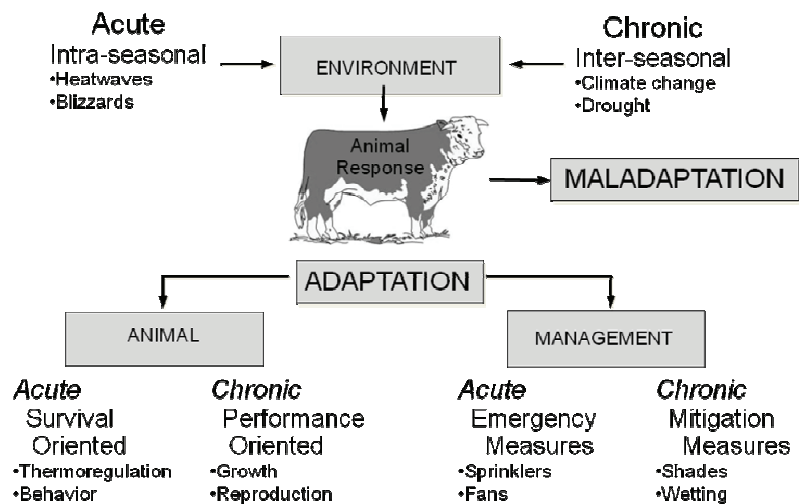 Acute
Intra-seasonal
•Heatwaves
•Blizzards
ENVIRONMENT
Chronic
Inter-seasonal
•Climate change
•Drought
Animal
Response
MALADAPTATION
ADAPTATION
ANIMAL
MANAGEMENT
Acute
Survival
Oriented
•Thermoregulation
•Behavior
Chronic
Performance
Oriented
•Growth
•Reproduction
Acute
Emergency
Measures
•Sprinklers
•Fans
Chronic
Mitigation
Measures
•Shades
•Wetting